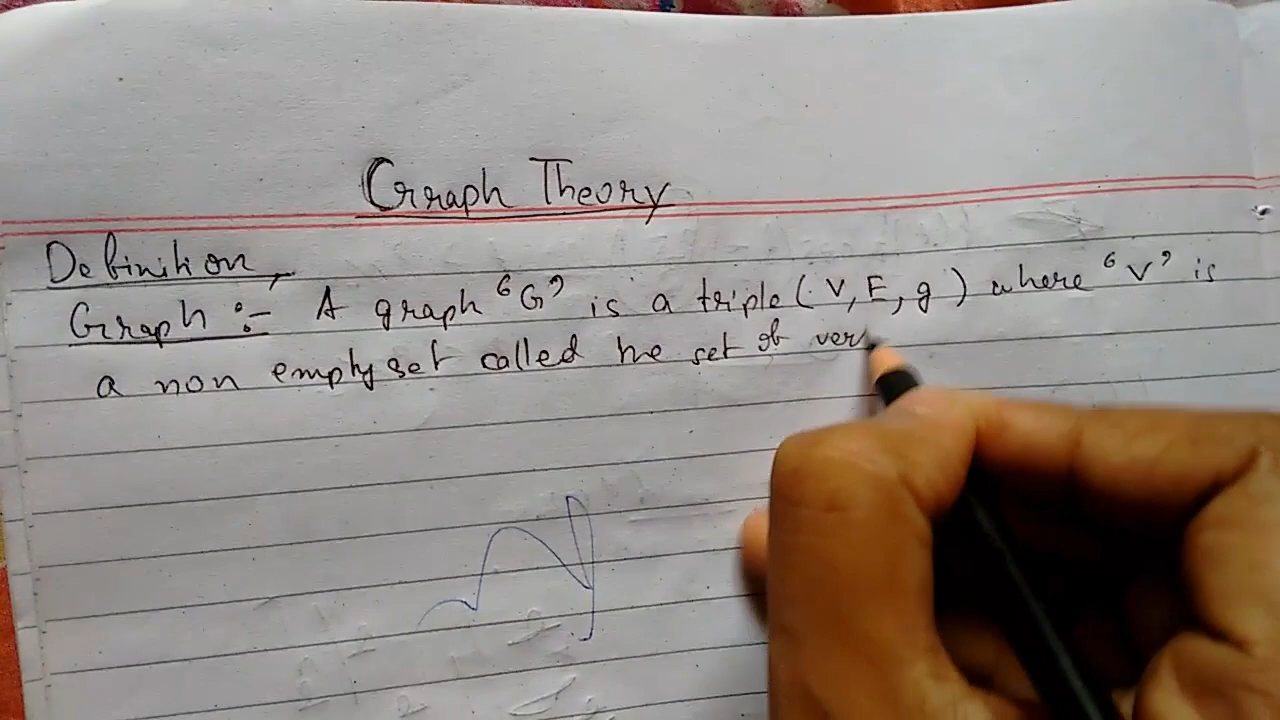 Graph Theory
Definition,
Graph :- A graph 'G' is a triple (V, E, g) where 'V' is
a non empty set called the set of ver